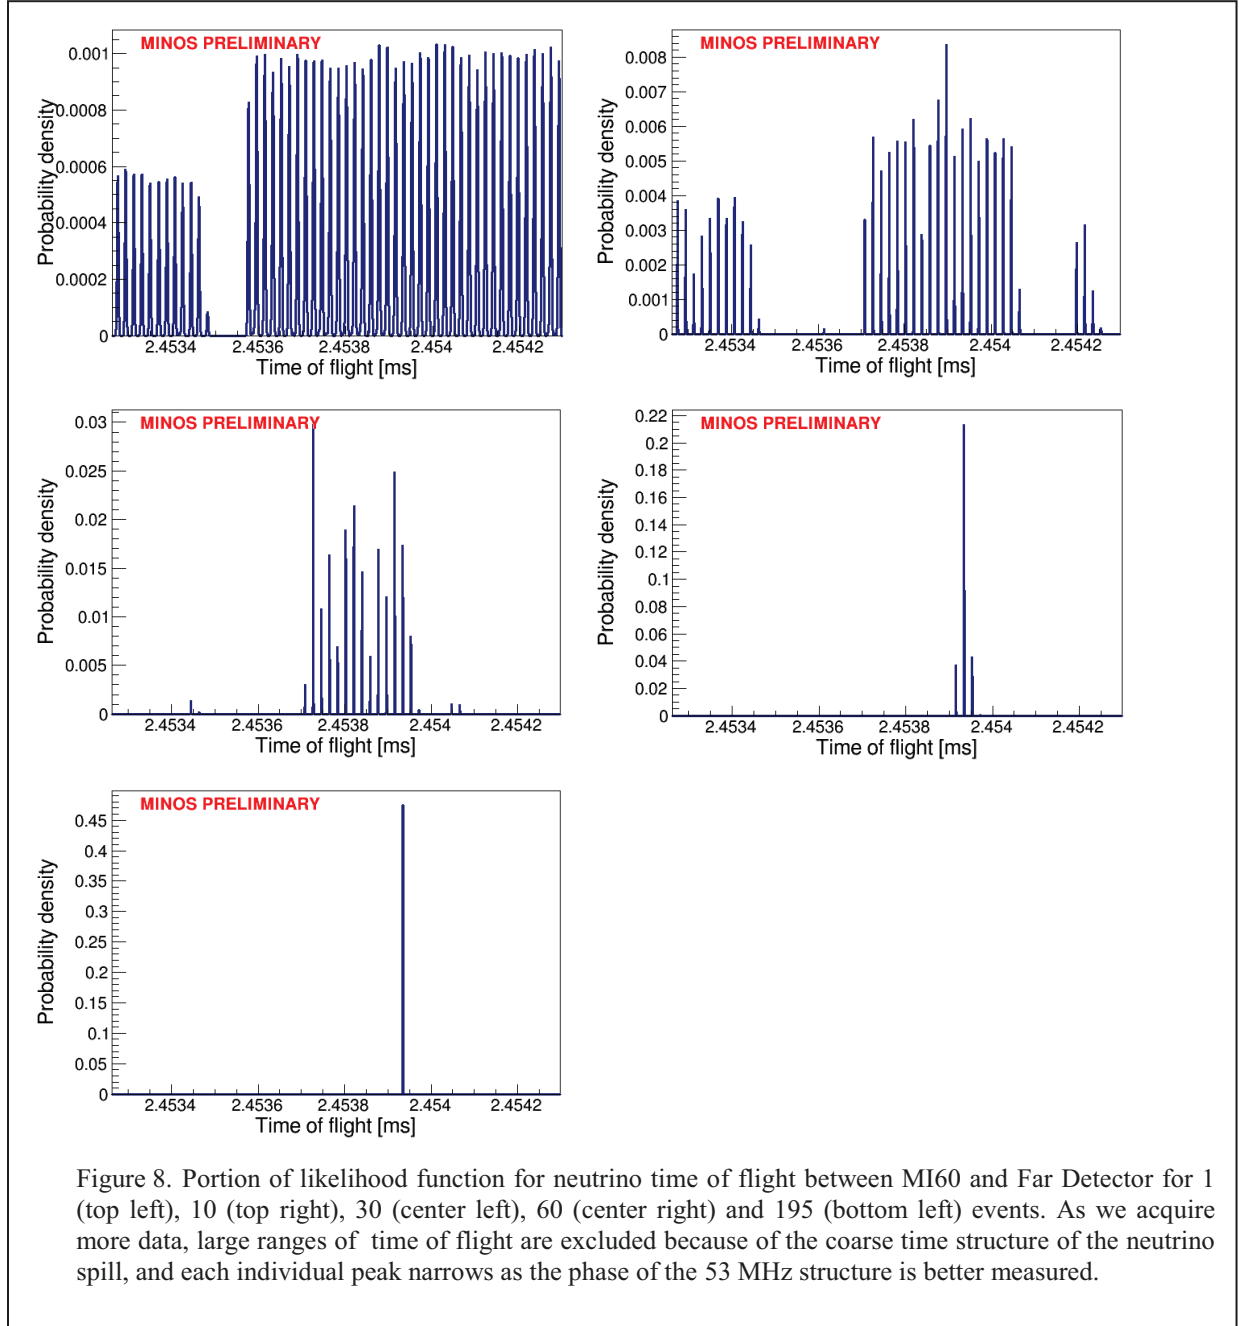 MINOS PRELIMINARY
Probability density
0.001
0.0008
0.0006
0.0004
0.0002
0
2.4534 2.4536 2.4538 2.454 2.4542
Time of flight [ms]
MINOS PRELIMINARY
Probability density
0.008
0.007
0.006
0.005
0.004
0.003
0.002
0.001
0
2.4534 2.4536 2.4538 2.454 2.4542
Time of flight [ms]
MINOS PRELIMINARY
Probability density
0.03
0.025
0.02
0.015
0.01
0.005
0
2.4534 2.4536 2.4538 2.454 2.4542
Time of flight [ms]
MINOS PRELIMINARY
Probability density
0.22
0.2
0.18
0.16
0.14
0.12
0.1
0.08
0.06
0.04
0.02
0
2.4534 2.4536 2.4538 2.454 2.4542
Time of flight [ms]
MINOS PRELIMINARY
Probability density
0.45
0.4
0.35
0.3
0.25
0.2
0.15
0.1
0.05
0
2.4534 2.4536 2.4538 2.454 2.4542
Time of flight [ms]
Figure 8. Portion of likelihood function for neutrino time of flight between MI60 and Far Detector for 1
(top left), 10 (top right), 30 (center left), 60 (center right) and 195 (bottom left) events. As we acquire
more data, large ranges of time of flight are excluded because of the coarse time structure of the neutrino
spill, and each individual peak narrows as the phase of the 53 MHz structure is better measured.